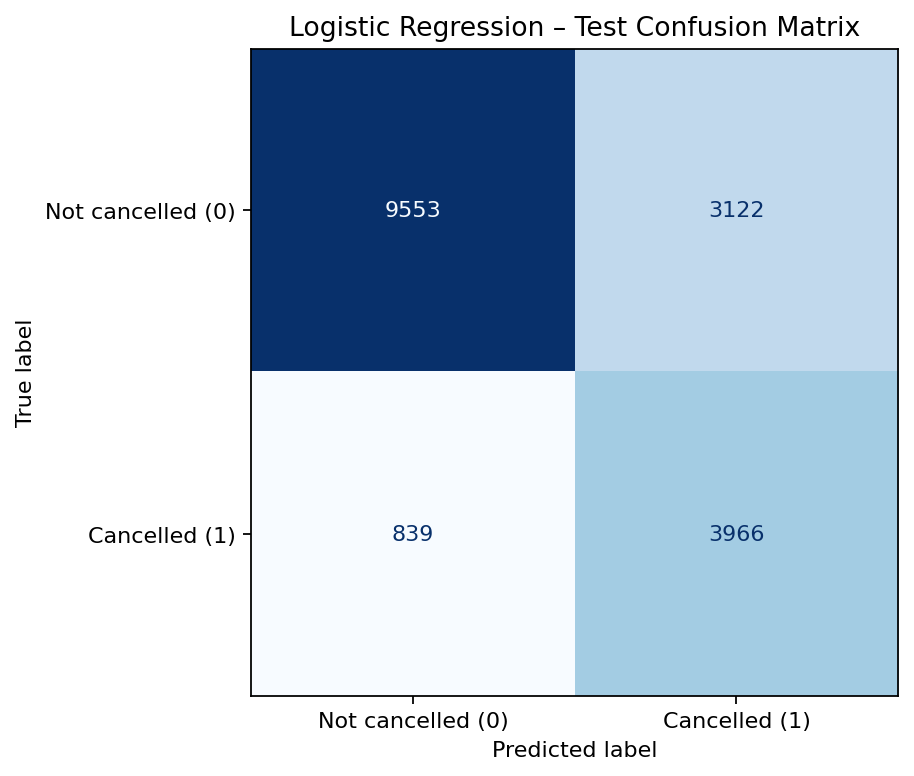 Logistic Regression – Test Confusion Matrix
Not cancelled (0)
9553
3122
True label
Cancelled (1)
839
3966
Not cancelled (0)
Cancelled (1)
Predicted label